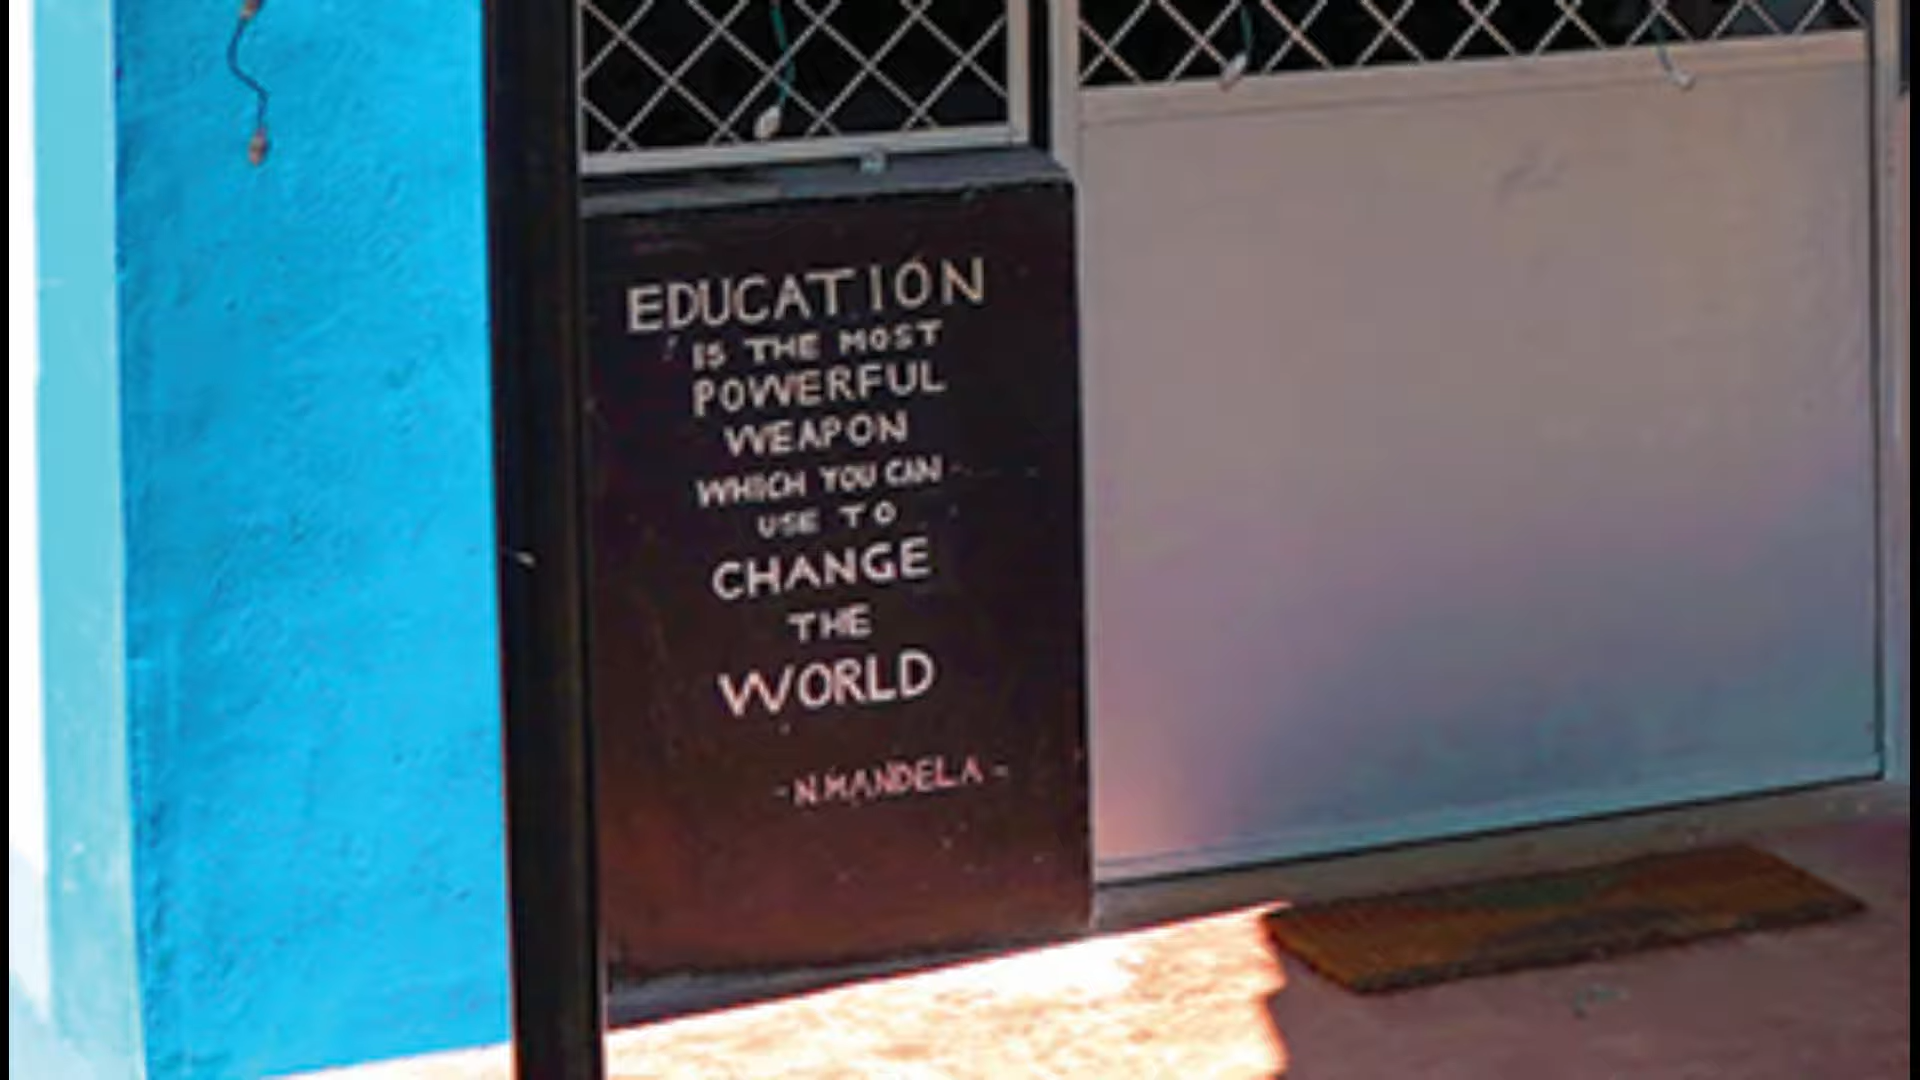 EDUCATION
IS THE MOST
POWERFUL
WEAPON
WHICH YOU CAN
USE TO
CHANGE
THE
WORLD
- N.MANDELA -